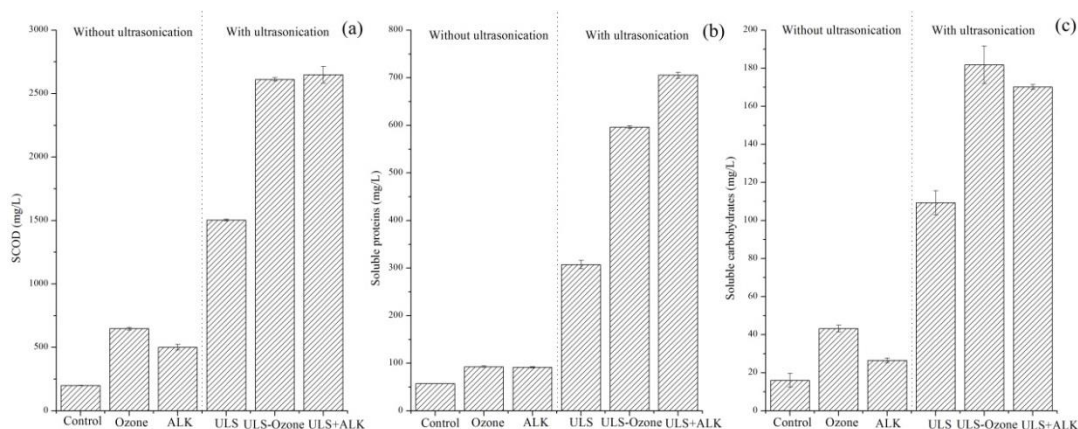 Without ultrasonication
With ultrasonication
(a)
3000
2500
2000
1500
1000
500
0
SCOD (mg/L)
Control Ozone ALK ULS ULS-Ozone ULS+ALK
Without ultrasonication
With ultrasonication
(b)
800
700
600
500
400
300
200
100
0
Soluble proteins (mg/L)
Control Ozone ALK ULS ULS-Ozone ULS+ALK
Without ultrasonication
With ultrasonication
(c)
200
180
160
140
120
100
80
60
40
20
0
Soluble carbohydrates (mg/L)
Control Ozone ALK ULS ULS-Ozone ULS+ALK